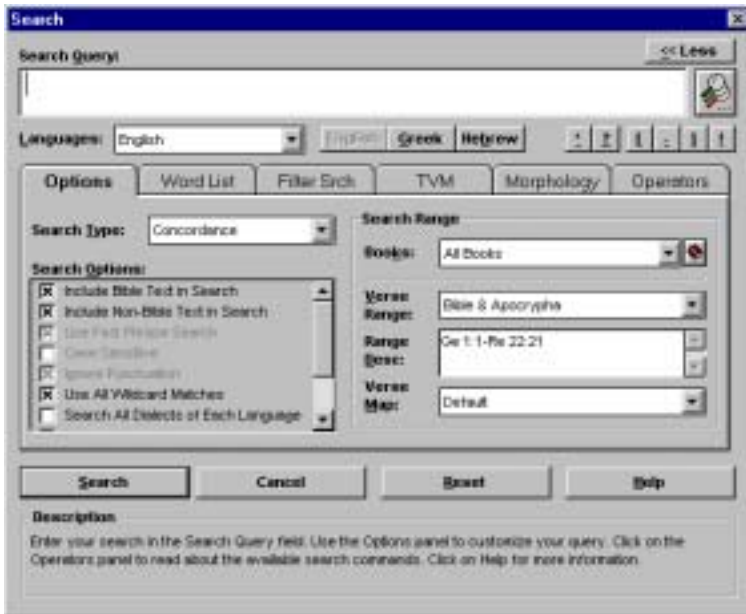 Search
<< Less
Search Query:
Languages: English English Greek Hebrew
Options Word List Filter Srch TVM Morphology Operators
Search Type: Concordance
Search Options:
Include Bible Text in Search
Include Non-Bible Text in Search
Use Fast Phrase Search
Case Sensitive
Ignore Punctuation
Use All Wildcard Matches
Search All Dialects of Each Language
Search Range
Books: All Books
Verse Range: Bible & Apocrypha
Range Desc: Ge 1:1-Re 22:21
Verse Map: Default
Search Cancel Reset Help
Description
Enter your search in the Search Query field. Use the Options panel to customize your query. Click on the
Operators panel to read about the available search commands. Click on Help for more information.